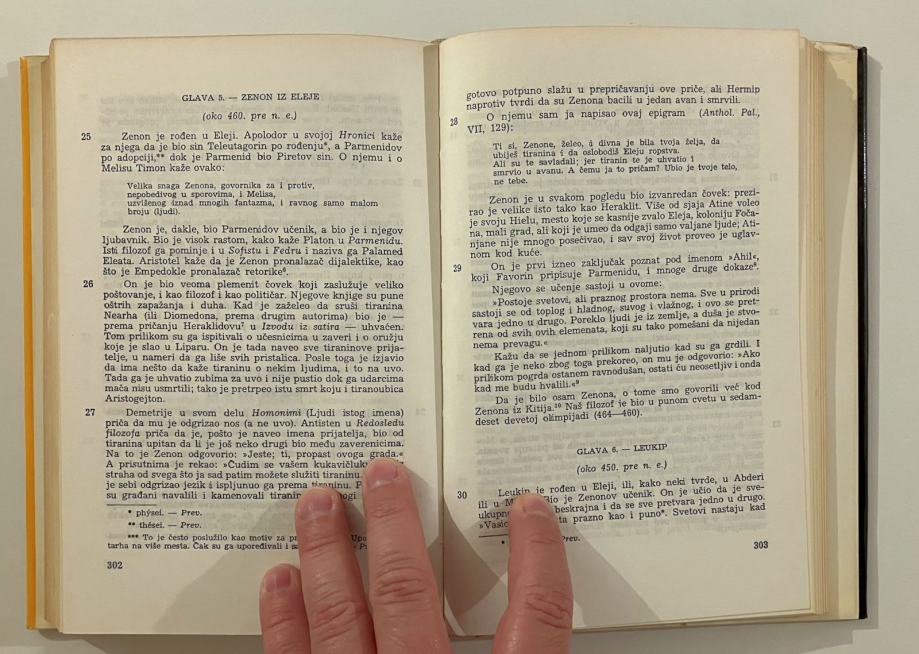 GLAVA 5. — ZENON IZ ELEJE
(oko 460. pre n. e.)
25 Zenon je rođen u Eleji. Apolodor u svojoj Hronici kaže
za njega da je bio sin Teleutagorin po rođenju*, a Parmenidov
po adopciji,** dok je Parmenid bio Piretov sin. O njemu i o
Melisu Timon kaže ovako:
Velika snaga Zenona, govornika za i protiv,
nepobedivog u sporovima, i Melisa,
uzvišenog iznad mnogih fantazma, i ravnog samo malom
broju (ljudi).
Zenon je, dakle, bio Parmenidov učenik, a bio je i njegov
ljubavnik. Bio je visok rastom, kako kaže Platon u Parmenidu.
Isti filozof ga pominje i u Sofistu i Fedru i naziva ga Palamed
Eleata. Aristotel kaže da je Zenon pronalazač dijalektike, kao
što je Empedokle pronalazač retorike⁶.
26 On je bio veoma plemenit čovek koji zaslužuje veliko
poštovanje, i kao filozof i kao političar. Njegove knjige su pune
oštrih zapažanja i duha. Kad je zaželeo da sruši tiranina
Nearha (ili Diomedona, prema drugim autorima) bio je —
prema pričanju Heraklidovu⁷ u Izvodu iz satira — uhvaćen.
Tom prilikom su ga ispitivali o učesnicima u zaveri i o oružju
koje je slao u Liparu. On je tada naveo sve tiraninove prija-
telje, u nameri da ga liše svih pristalica. Posle toga je izjavio
da ima nešto da kaže tiraninu o nekim ljudima, i to na uvo.
Tada ga je uhvatio zubima za uvo i nije pustio dok ga udarcima
mača nisu usmrtili; tako je pretrpeo istu smrt koju i tiranoubica
Aristogejton.
27 Demetrije u svom delu Homonimi (Ljudi istog imena)
priča da mu je odgrizao nos (a ne uvo). Antisten u Redosledu
filozofa priča da je, pošto je naveo imena prijatelja, bio od
tiranina upitan da li je još neko drugi bio među zaverenicima.
Na to je Zenon odgovorio: »Jeste; ti, propast ovoga grada.«
A prisutnima je rekao: »Čudim se vašem
straha od svega što ja sad patim možete služiti tiraninu.
je sebi odgrizao jezik i ispljunuo ga prema
su građani navalili i kamenovali
* phýsei. — Prev.
** thései. — Prev.
*** To je često poslužilo kao motiv za
tarha na više mesta. Čak su ga upoređivali i
302
gotovo potpuno slažu u prepričavanju ove priče, ali Hermip
naprotiv tvrdi da su Zenona bacili u jedan avan i smrvili.
28 O njemu sam ja napisao ovaj epigram (Anthol. Pal.,
VII, 129):
Ti si, Zenone, želeo, a divna je bila tvoja želja, da
ubiješ tiranina i da oslobodiš Eleju ropstva.
Ali su te savladali; jer tiranin te je uhvatio i
smrvio u avanu. A čemu ja to pričam? Ubio je tvoje telo,
ne tebe.
Zenon je u svakom pogledu bio izvanredan čovek: prezi-
rao je velike isto tako kao Heraklit. Više od sjaja Atine voleo
je svoju Hielu, mesto koje se kasnije zvalo Eleja, koloniju Foča-
na, mali grad, ali koji je umeo da odgaji samo valjane ljude; Ati-
njane nije mnogo posećivao, i sav svoj život proveo je uglav-
nom kod kuće.
29 On je prvi izneo zaključak poznat pod imenom »Ahil«,
koji Favorin pripisuje Parmenidu, i mnoge druge dokaze⁸.
Njegovo se učenje sastoji u ovome:
»Postoje svetovi, ali praznog prostora nema. Sve u prirodi
sastoji se od toplog i hladnog, suvog i vlažnog, i ovo se pret-
vara jedno u drugo. Poreklo ljudi je iz zemlje, a duša je stvo-
rena od svih ovih elemenata, koji su tako pomešani da nijedan
nema prevagu.«
Kažu da se jednom prilikom naljutio kad su ga grdili. I
kad ga je neko zbog toga prekoreo, on mu je odgovorio: »Ako
prilikom pogrda ostanem ravnodušan, ostati ću neosetljiv i onda
kad me budu hvalili.«⁹
Da je bilo osam Zenona, o tome smo govorili već kod
Zenona iz Kitija.¹⁰ Naš filozof je bio u punom cvetu u sedam-
deset devetoj olimpijadi (464—460).
GLAVA 6. — LEUKIP
(oko 450. pre n. e.)
30 Leukip je rođen u Eleji, ili, kako neki tvrde, u Abderi
ili u Bio je Zenonov učenik. On je učio da je sve-
beskrajna i da se sve pretvara jedno u drugo.
prazno kao i puno*. Svetovi nastaju kad
* Prev.
303